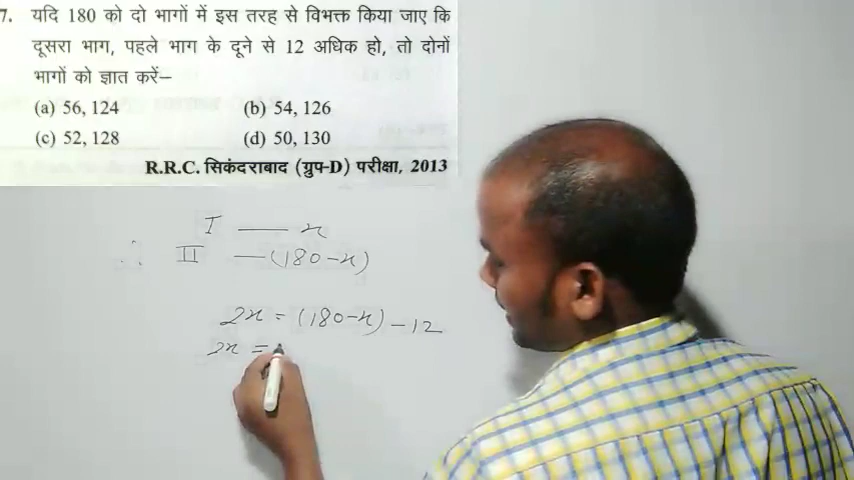 7. यदि 180 को दो भागों में इस तरह से विभक्त किया जाए कि
दूसरा भाग, पहले भाग के दूने से 12 अधिक हो, तो दोनों
भागों को ज्ञात करें–
(a) 56, 124 (b) 54, 126
(c) 52, 128 (d) 50, 130
R.R.C. सिकंदराबाद (ग्रुप-D) परीक्षा, 2013
I — x
∴ II — (180-x)
2x = (180-x) - 12
2x =